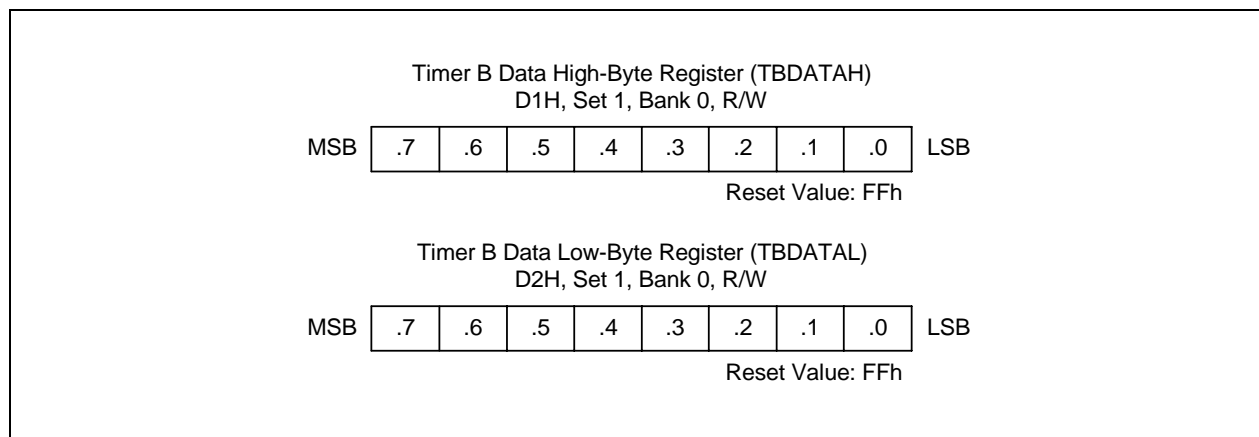 Timer B Data High-Byte Register (TBDATAH)
D1H, Set 1, Bank 0, R/W
MSB .7 .6 .5 .4 .3 .2 .1 .0 LSB
Reset Value: FFh
Timer B Data Low-Byte Register (TBDATAL)
D2H, Set 1, Bank 0, R/W
MSB .7 .6 .5 .4 .3 .2 .1 .0 LSB
Reset Value: FFh